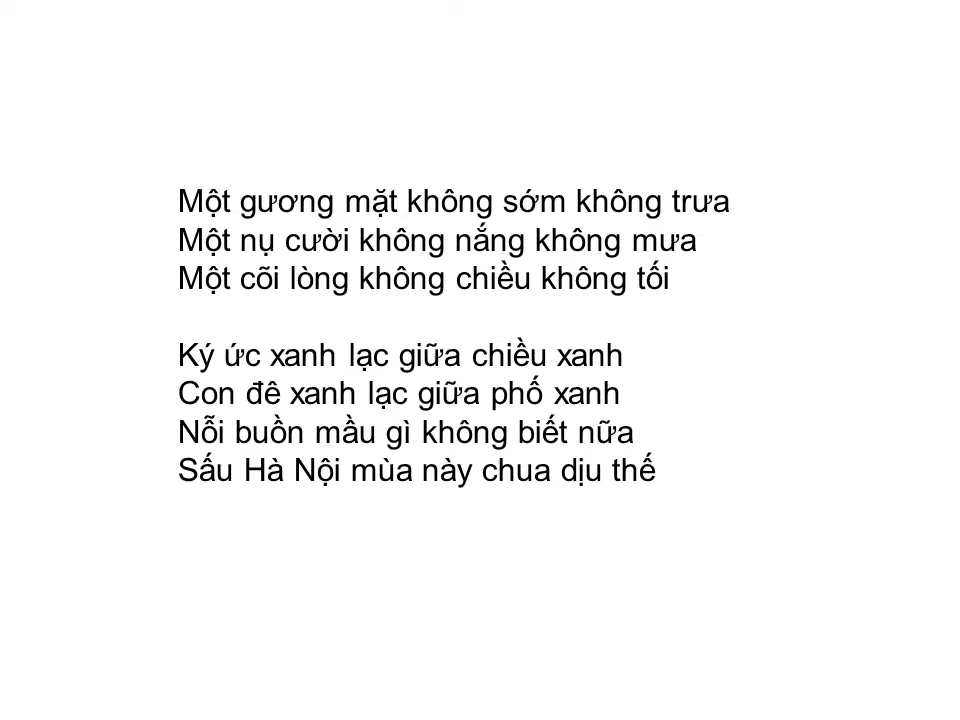 Một gương mặt không sớm không trưa
Một nụ cười không nắng không mưa
Một cõi lòng không chiều không tối
Ký ức xanh lạc giữa chiều xanh
Con đê xanh lạc giữa phố xanh
Nỗi buồn mầu gì không biết nữa
Sấu Hà Nội mùa này chua dịu thế